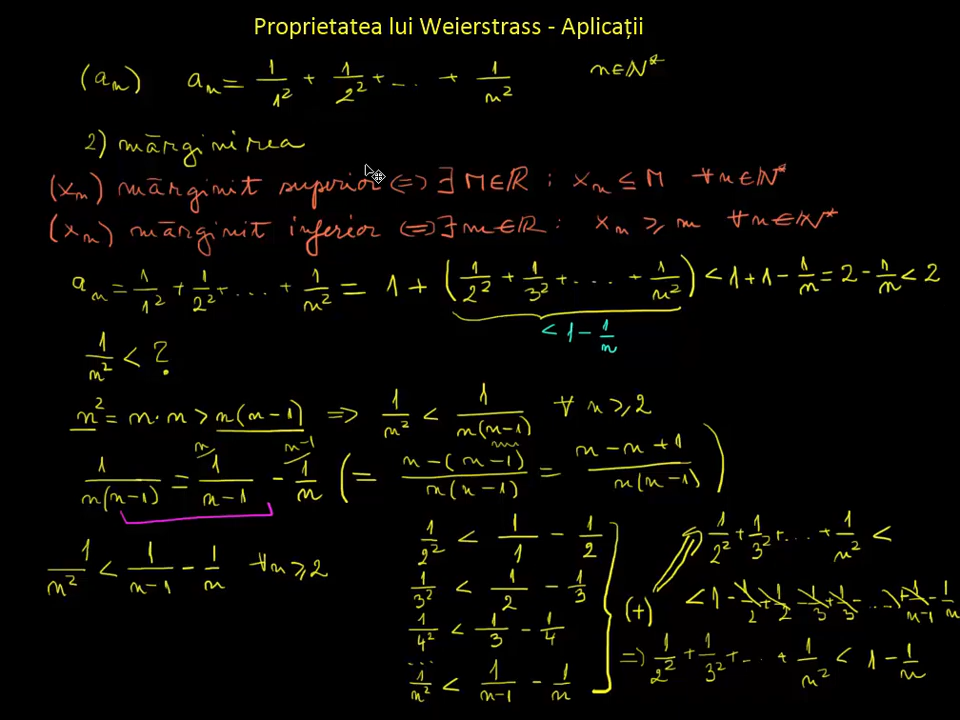 Proprietatea lui Weierstrass - Aplicații
(aₙ) aₙ = 1/1² + 1/2² + ... + 1/n² n∈ℕ*
2) mărginirea
(xₙ) mărginit superior ⇔ ∃ M∈ℝ : xₙ ≤ M ∀n∈ℕ*
(xₙ) mărginit inferior ⇔ ∃ m∈ℝ : xₙ ≥ m ∀n∈ℕ*
aₙ = 1/1² + 1/2² + ... + 1/n² = 1 + (1/2² + 1/3² + ... + 1/n²) < 1 + 1 - 1/n = 2 - 1/n < 2
< 1 - 1/n
1/n² < ?
n² = n·n > n(n-1) ⇒ 1/n² < 1/(n(n-1)) ∀ n ≥ 2
1/(n(n-1)) = ⁿ⁾1/(n-1) - ⁿ⁻¹⁾1/n (= (n-(n-1))/(n(n-1)) = (n-n+1)/(n(n-1)))
1/n² < 1/(n-1) - 1/n ∀n ≥ 2
1/2² < 1/1 - 1/2
1/3² < 1/2 - 1/3
1/4² < 1/3 - 1/4
...
1/n² < 1/(n-1) - 1/n
(+)
⇒ 1/2² + 1/3² + ... + 1/n² <
< 1 - 1/2 + 1/2 - 1/3 + 1/3 - ... + 1/(n-1) - 1/n
⇒ 1/2² + 1/3² + ... + 1/n² < 1 - 1/n